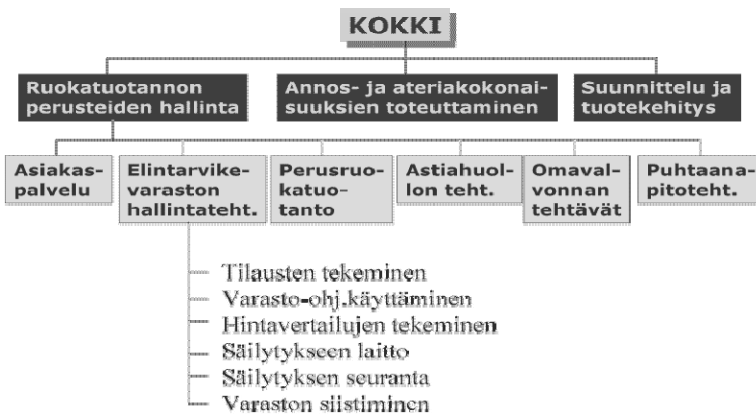 KOKKI
Ruokatuotannon
perusteiden hallinta
Annos- ja ateriakokonai-
suuksien toteuttaminen
Suunnittelu ja
tuotekehitys
Asiakas-
palvelu
Elintarvike-
varaston
hallintateht.
Perusruo-
katuo-
tanto
Astiahuol-
lon teht.
Omaval-
vonnan
tehtävät
Puhtaana-
pitoteht.
Tilausten tekeminen
Varasto-ohj.käyttäminen
Hintavertailujen tekeminen
Säilytykseen laitto
Säilytyksen seuranta
Varaston siistiminen